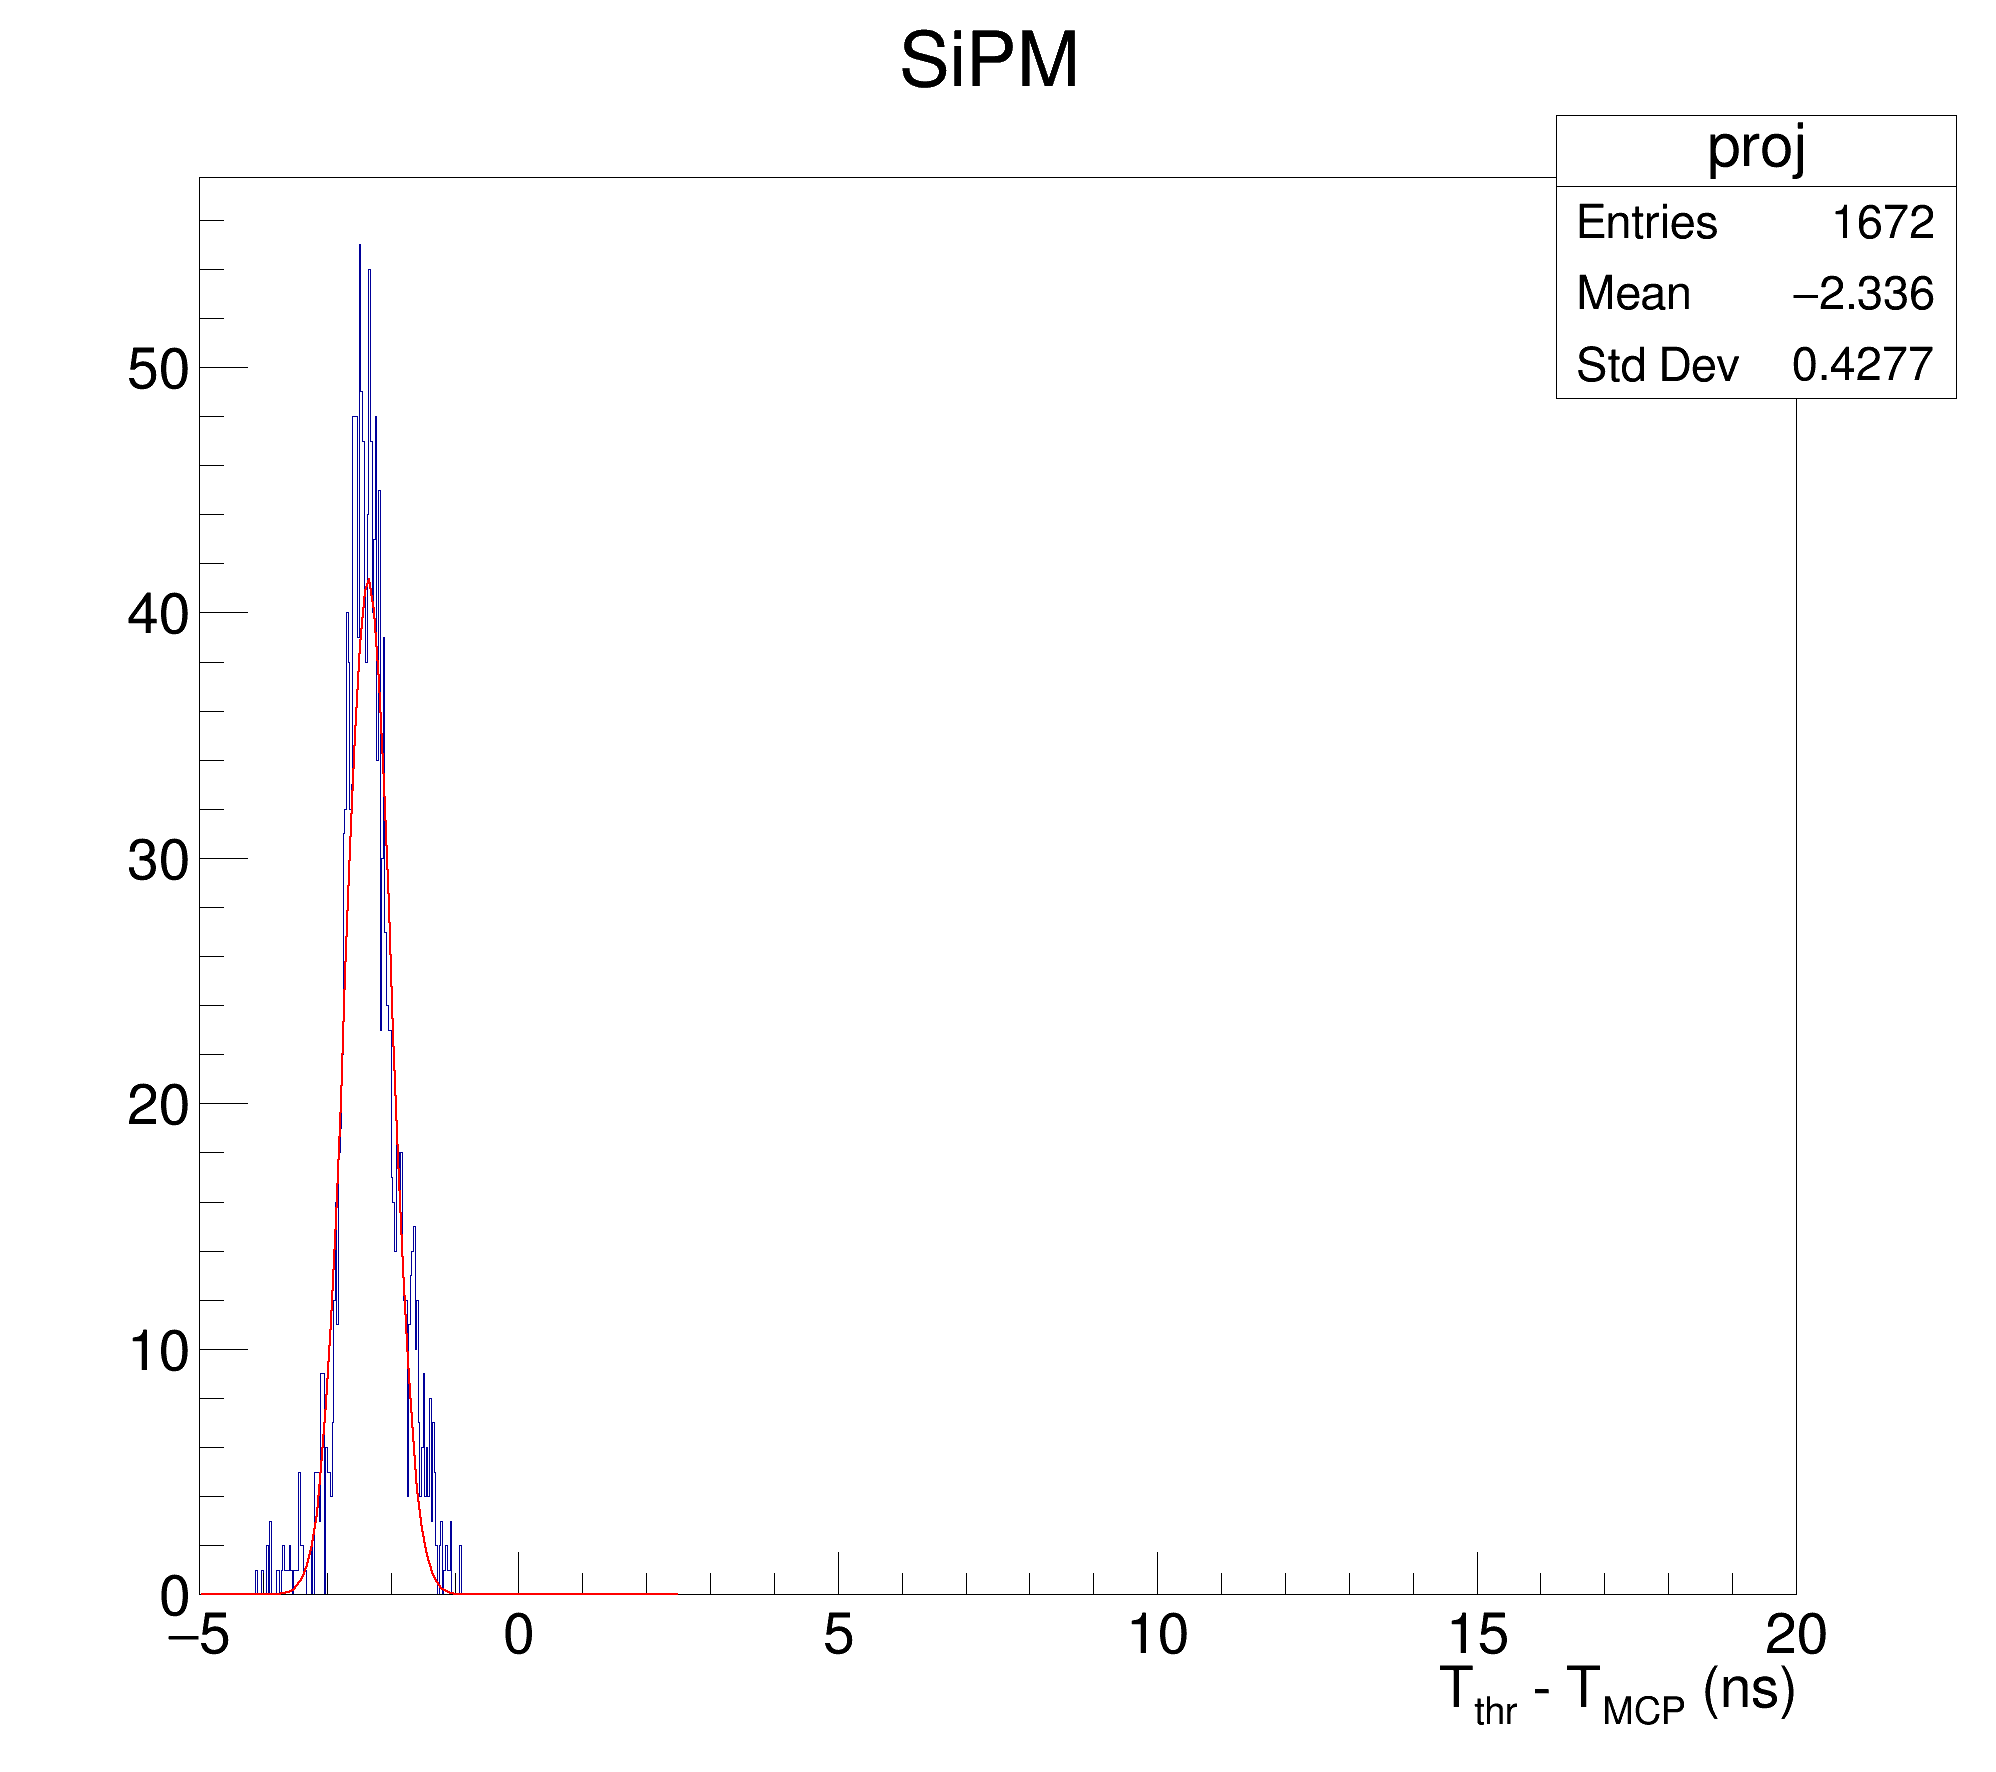 SiPM
proj
Entries 1672
Mean −2.336
Std Dev 0.4277
50
40
30
20
10
0
−5 0 5 10 15 20
T_thr - T_MCP (ns)